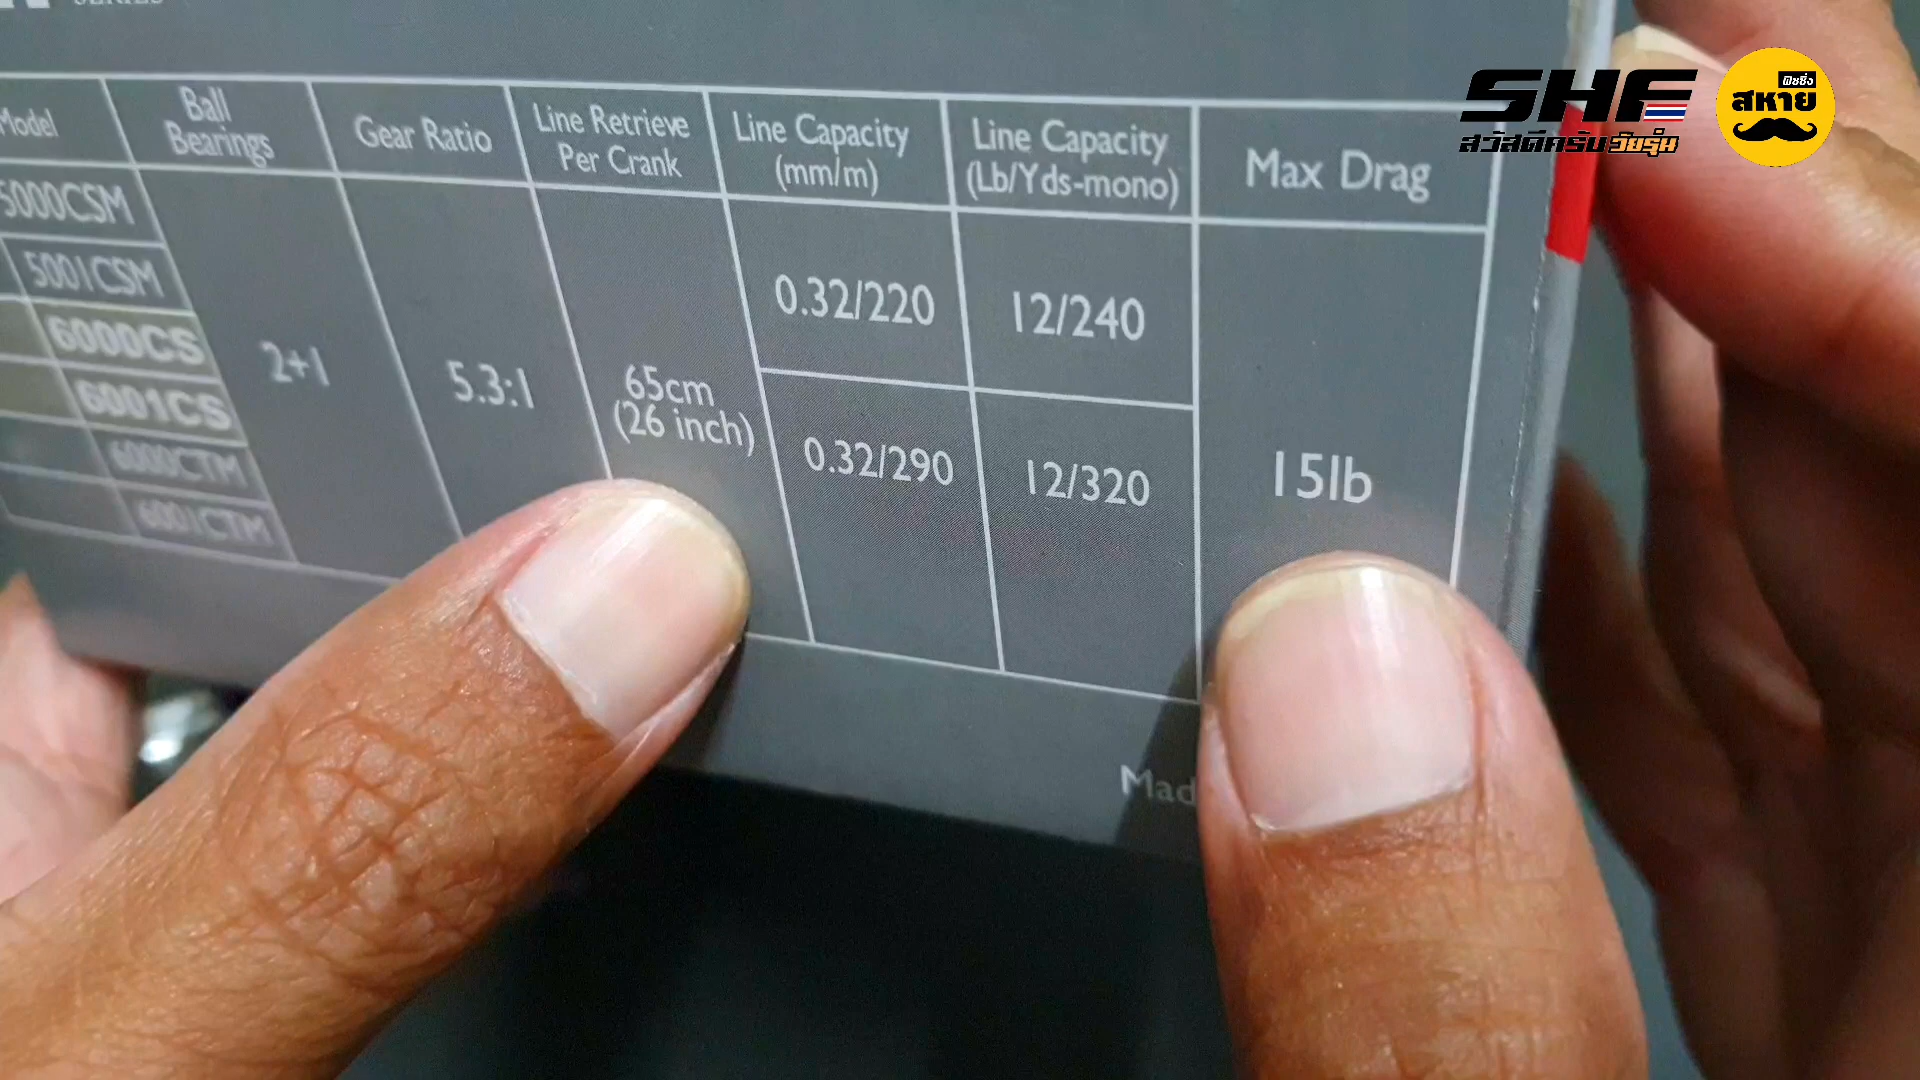 SERIES
SHF
สวัสดีครับวัยรุ่น
ฟิชชิ่ง
สหาย
Model
Ball
Bearings
Gear Ratio
Line Retrieve
Per Crank
Line Capacity
(mm/m)
Line Capacity
(Lb/Yds-mono)
Max Drag
5000CSM
5001CSM
6000CS
6001CS
6000CTM
6001CTM
2+1
5.3:1
65cm
(26 inch)
0.32/220
12/240
0.32/290
12/320
15lb
Mad